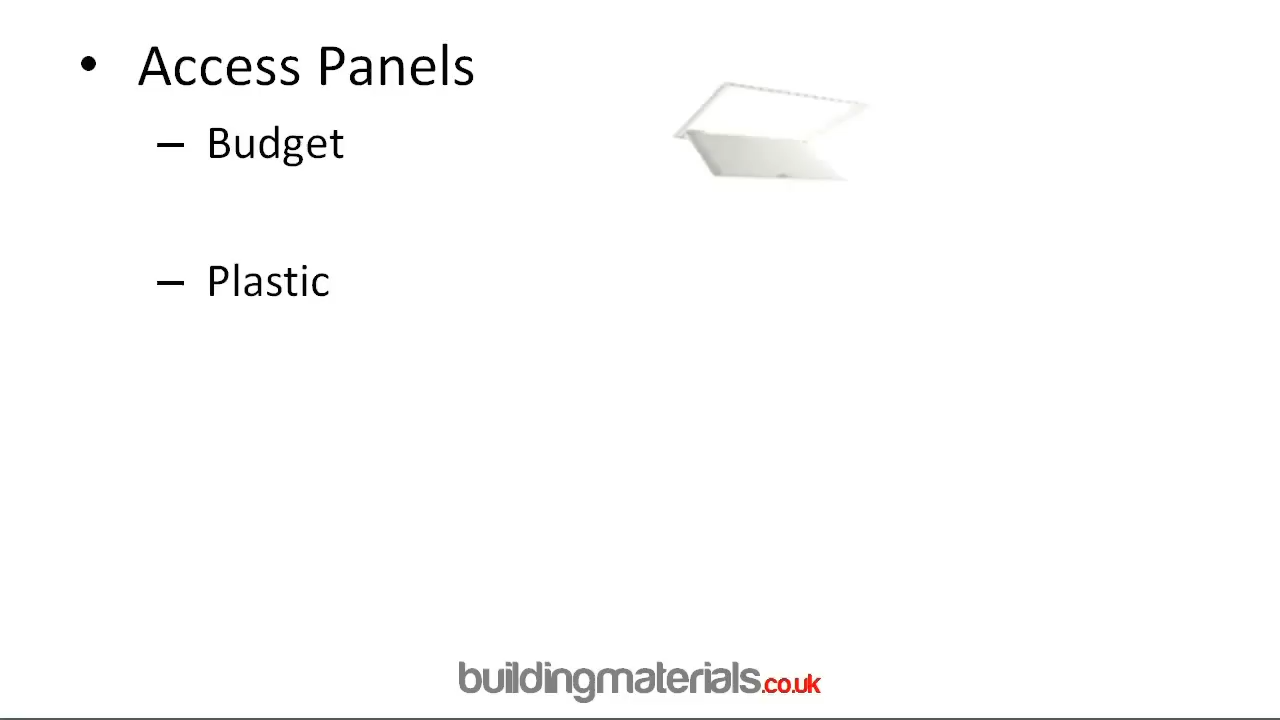 • Access Panels
– Budget
– Plastic
buildingmaterials.co.uk